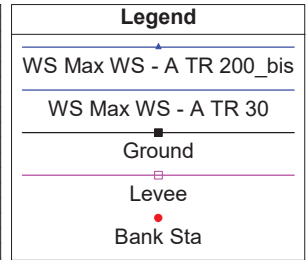 Legend
WS Max WS - A TR 200_bis
WS Max WS - A TR 30
Ground
Levee
Bank Sta